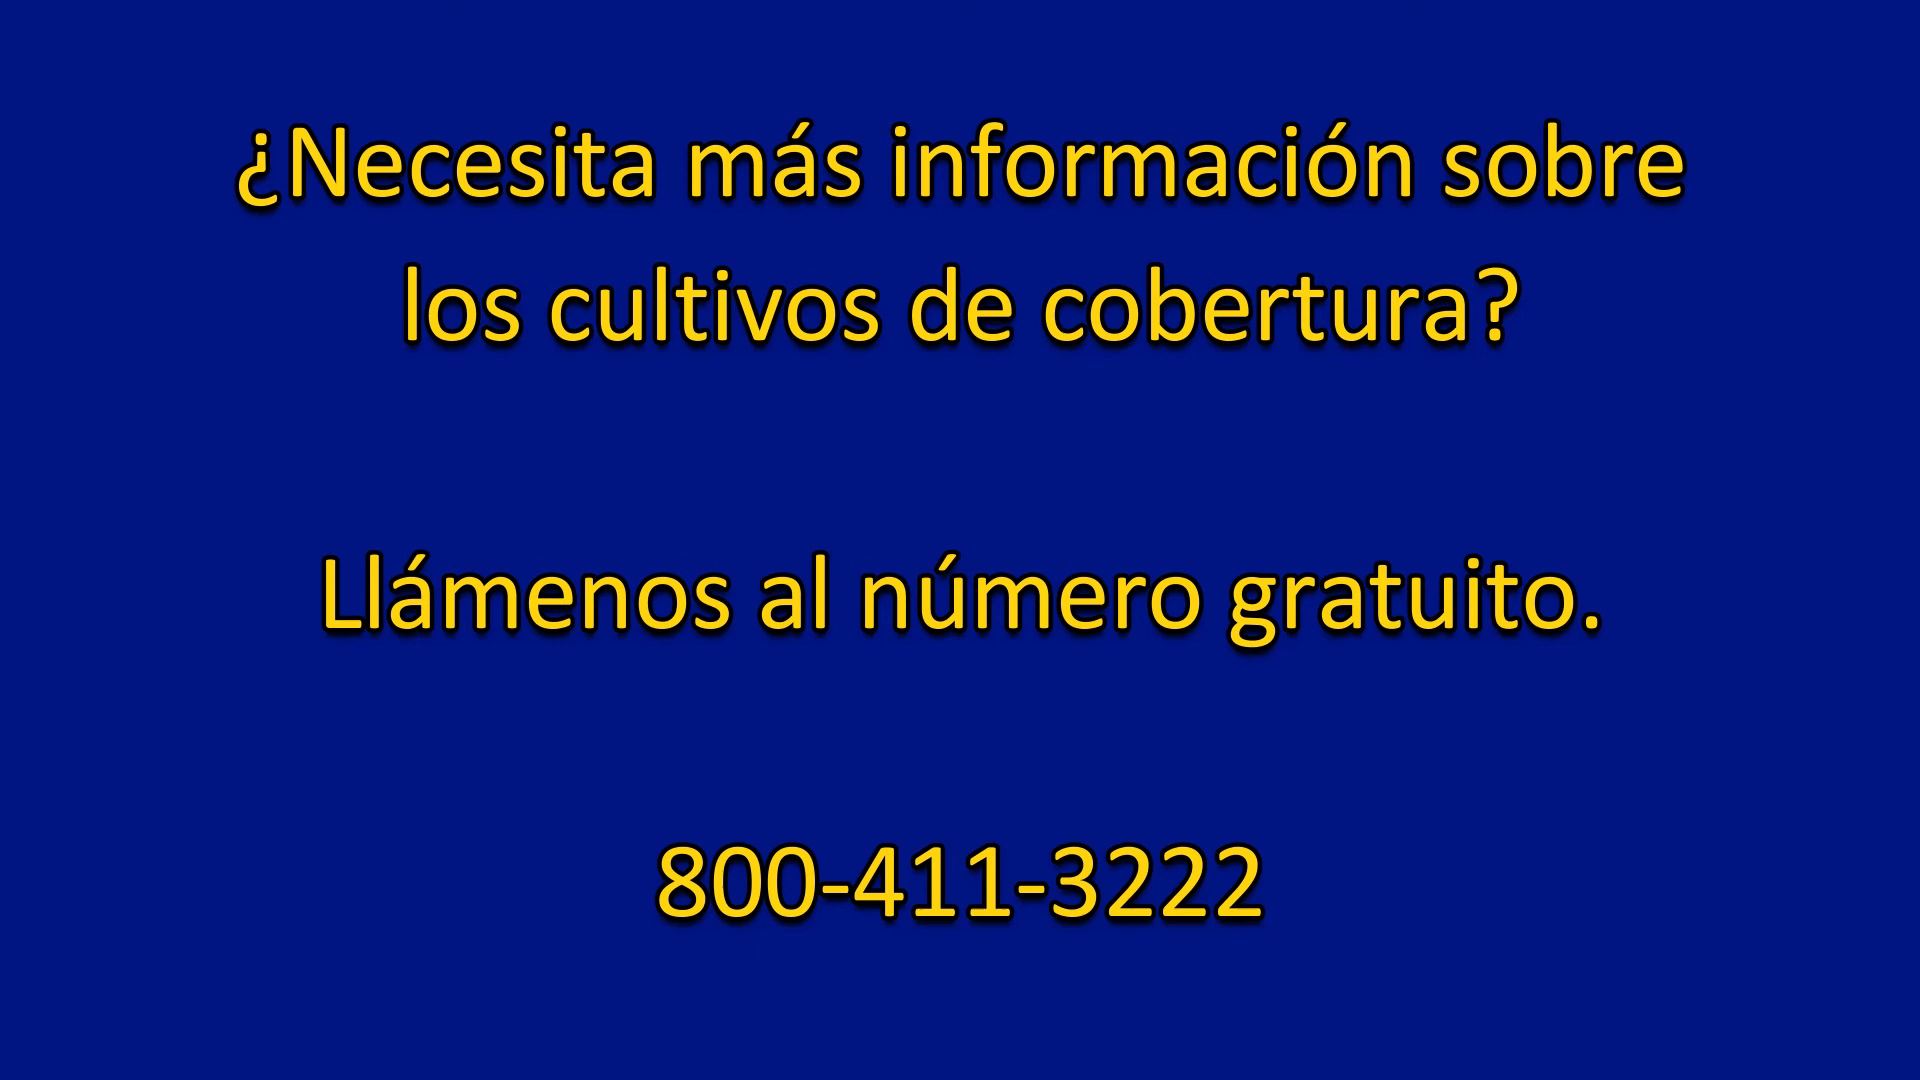 ¿Necesita más información sobre
los cultivos de cobertura?
Llámenos al número gratuito.
800-411-3222